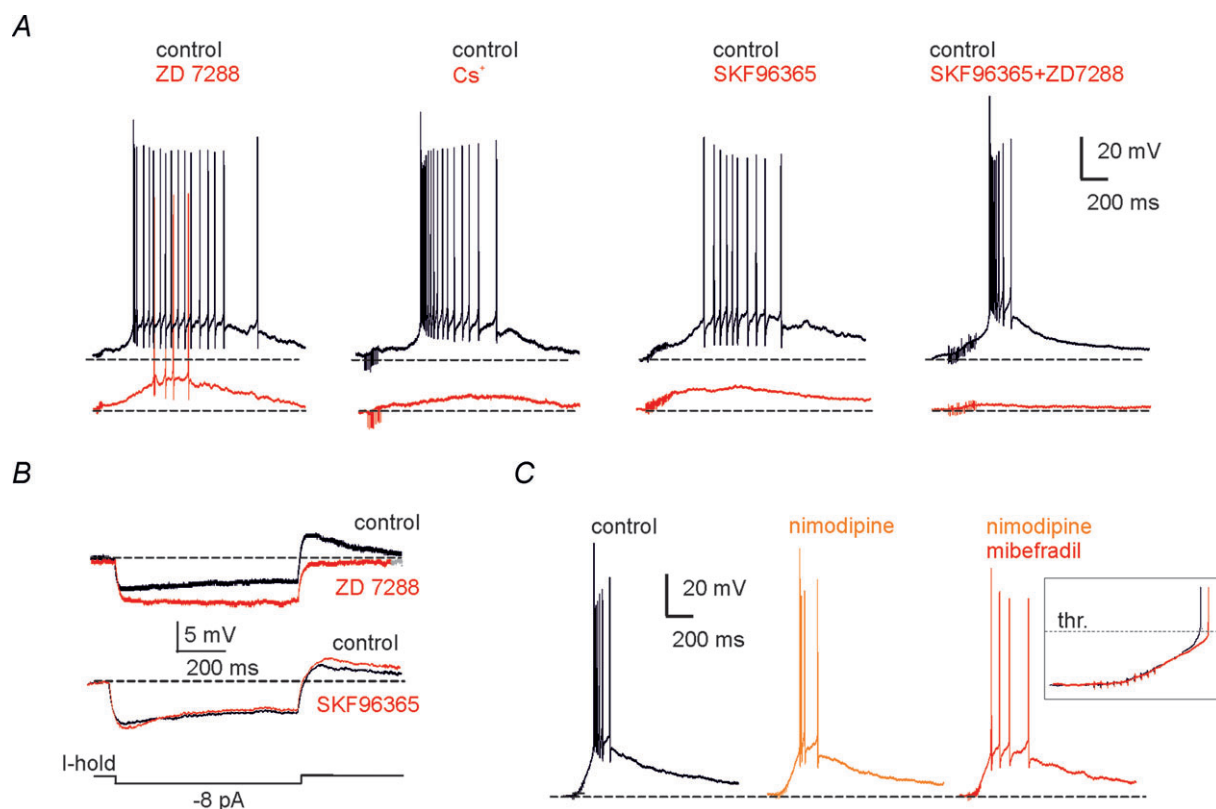 A
control
ZD 7288
control
Cs⁺
control
SKF96365
control
SKF96365+ZD7288
20 mV
200 ms
B
control
ZD 7288
5 mV
200 ms
control
SKF96365
I-hold
-8 pA
C
control
20 mV
200 ms
nimodipine
nimodipine
mibefradil
thr.